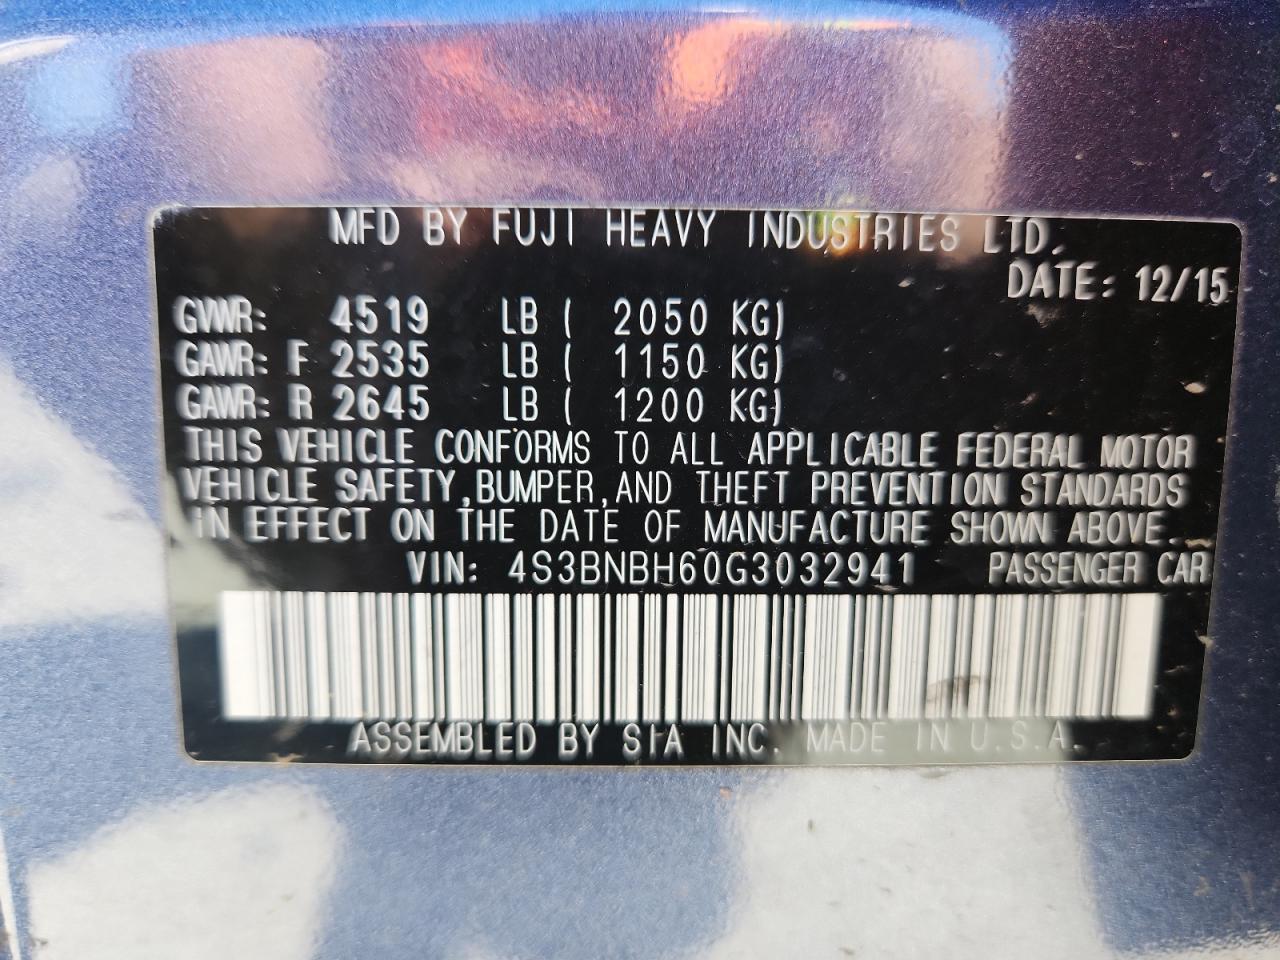 MFD BY FUJI HEAVY INDUSTRIES LTD.
DATE: 12/15
GVWR: 4519 LB ( 2050 KG)
GAWR: F 2535 LB ( 1150 KG)
GAWR: R 2645 LB ( 1200 KG)
THIS VEHICLE CONFORMS TO ALL APPLICABLE FEDERAL MOTOR
VEHICLE SAFETY,BUMPER,AND THEFT PREVENTION STANDARDS
IN EFFECT ON THE DATE OF MANUFACTURE SHOWN ABOVE.
VIN: 4S3BNBH60G3032941 PASSENGER CAR
ASSEMBLED BY SIA INC. MADE IN U.S.A.